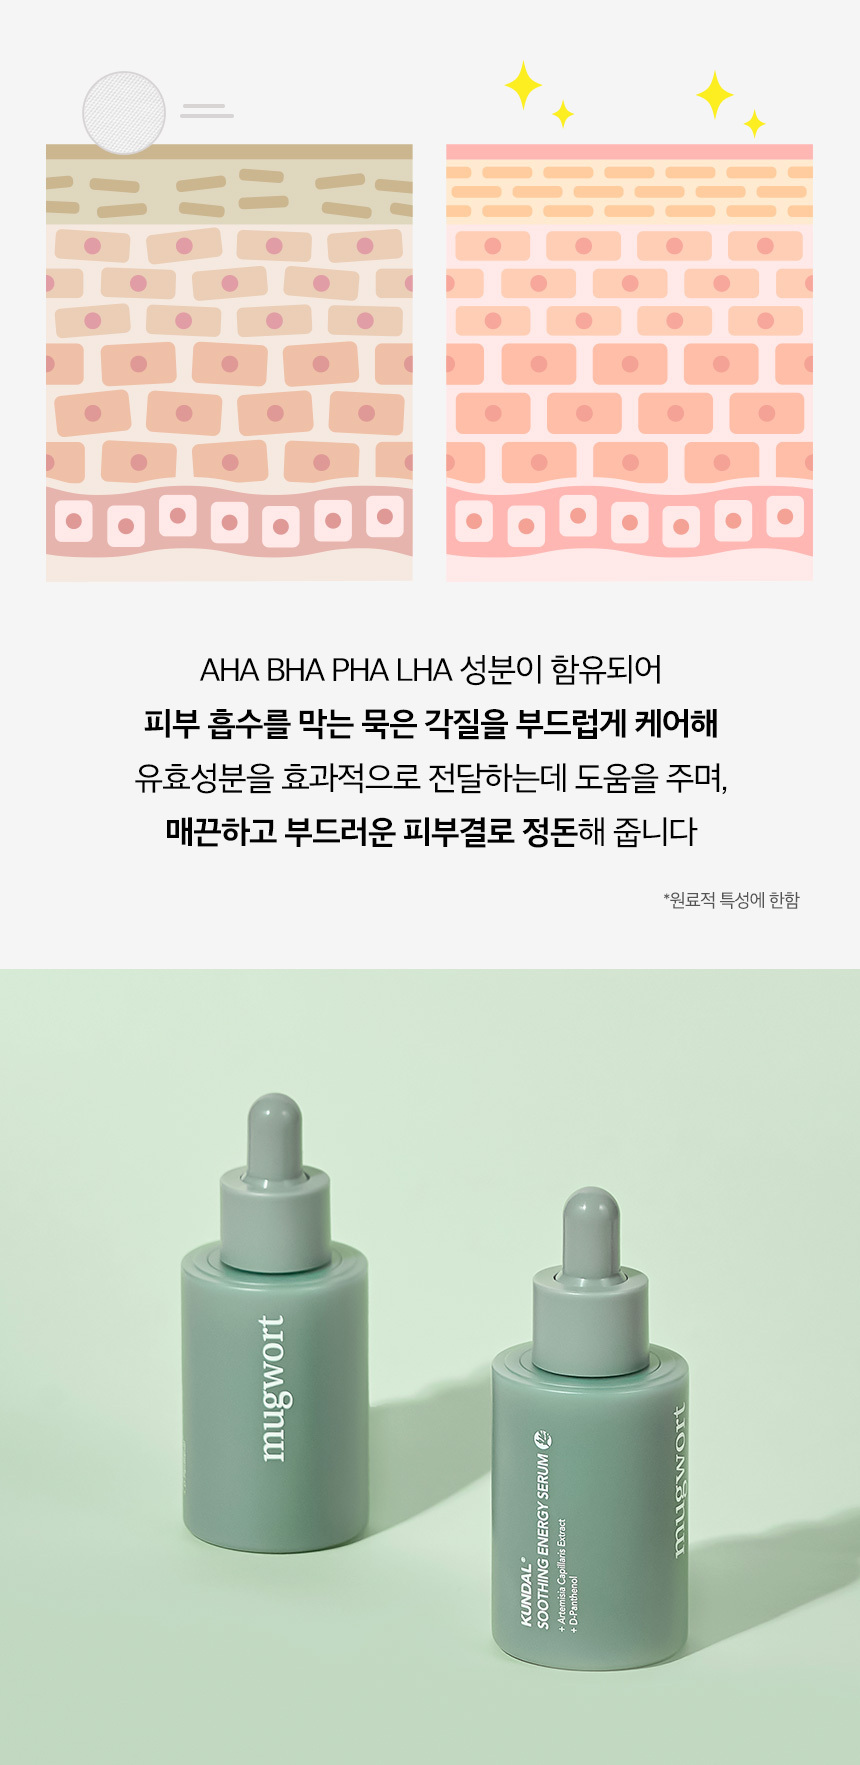 AHA BHA PHA LHA 성분이 함유되어
피부 흡수를 막는 묵은 각질을 부드럽게 케어해
유효성분을 효과적으로 전달하는데 도움을 주며,
매끈하고 부드러운 피부결로 정돈해 줍니다
*원료적 특성에 한함
mugwort
KUNDAL®
SOOTHING ENERGY SERUM
+ Artemisia Capillaris Extract
+ D-Panthenol
mugwort